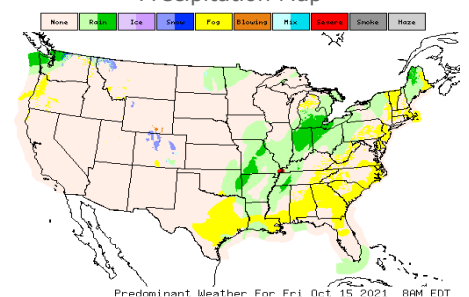 Precipitation Map
None Rain Ice Snow Fog Blowing Mix Severe Smoke Haze
Predominant Weather For Fri Oct 15 2021 8AM EDT